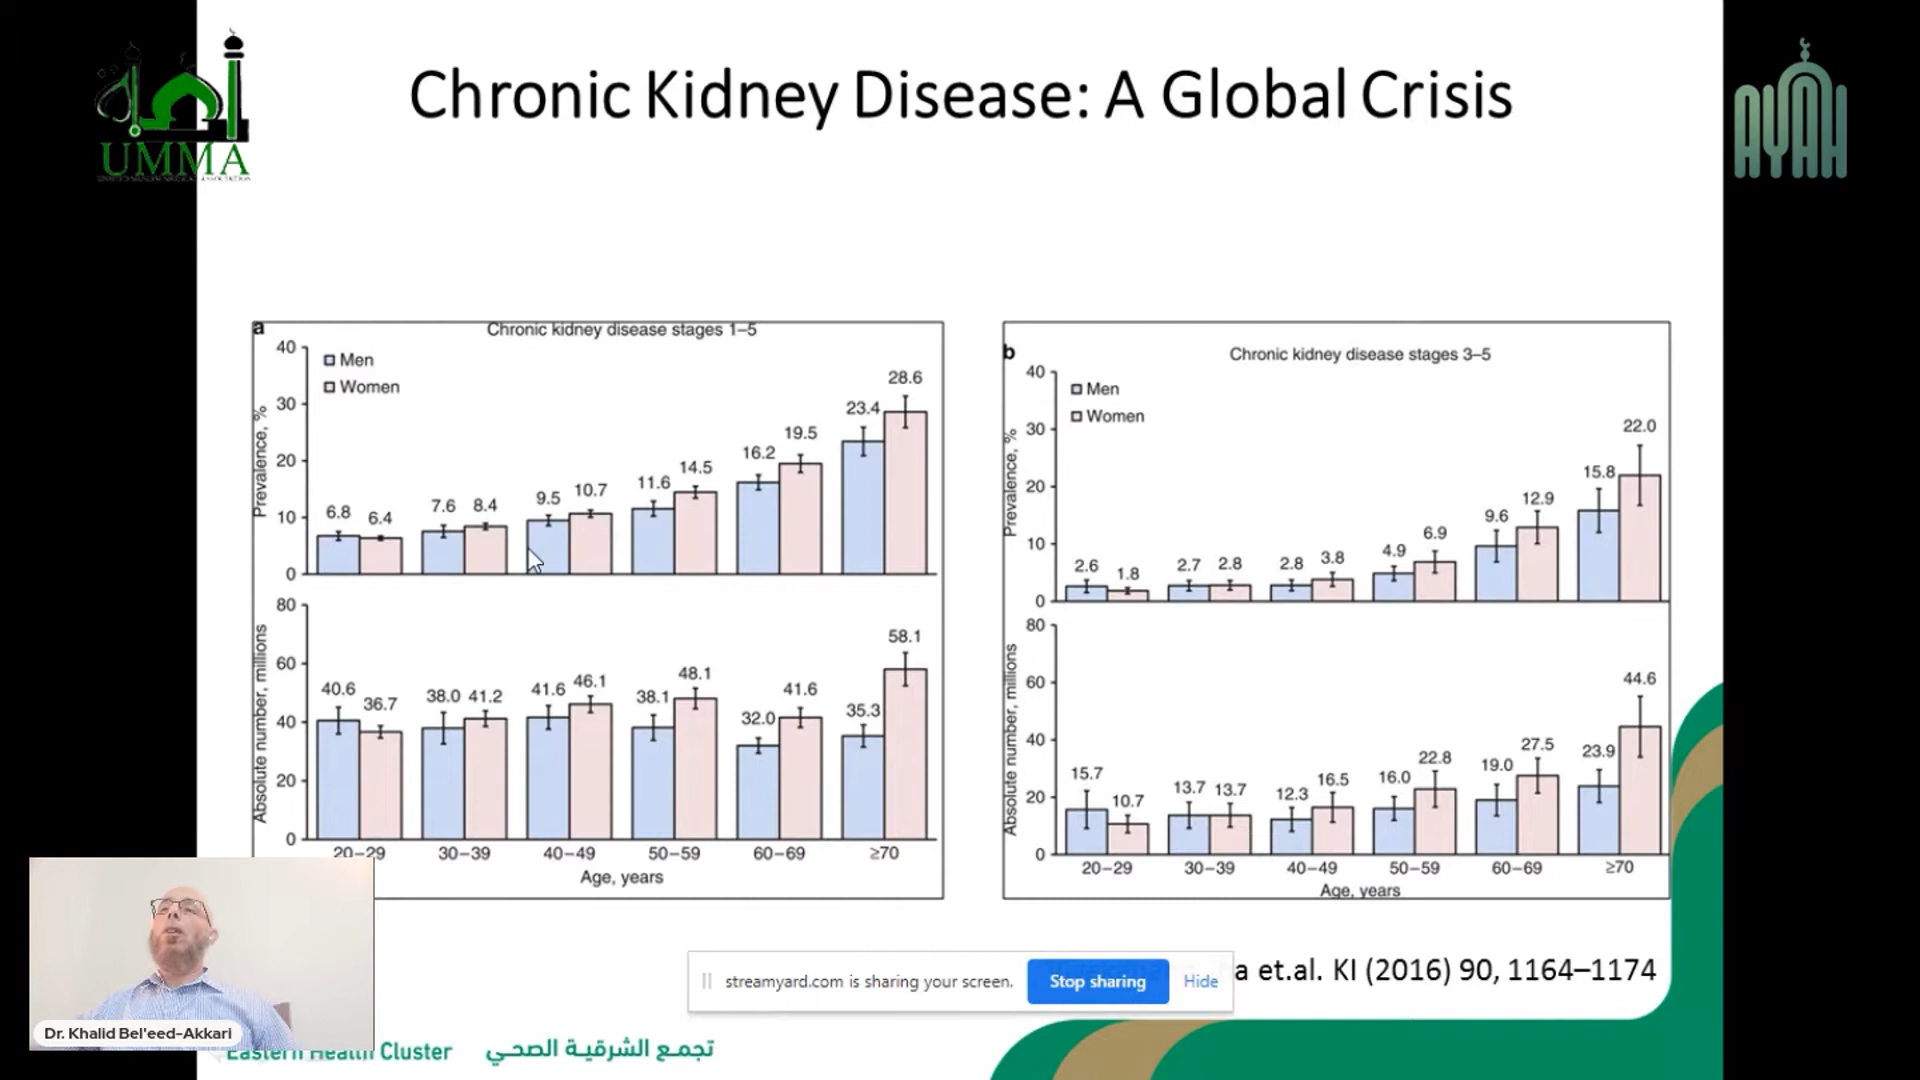 Chronic Kidney Disease: A Global Crisis
UMMA
AYAH
a
Chronic kidney disease stages 1–5
Men
Women
Prevalence, %
40
30
20
10
0
6.8 6.4 7.6 8.4 9.5 10.7 11.6 14.5 16.2 19.5 23.4 28.6
Absolute number, millions
80
60
40
20
0
40.6 36.7 38.0 41.2 41.6 46.1 38.1 48.1 32.0 41.6 35.3 58.1
20–29 30–39 40–49 50–59 60–69 ≥70
Age, years
b
Chronic kidney disease stages 3–5
Men
Women
Prevalence, %
40
30
20
10
0
2.6 1.8 2.7 2.8 2.8 3.8 4.9 6.9 9.6 12.9 15.8 22.0
Absolute number, millions
80
60
40
20
0
15.7 10.7 13.7 13.7 12.3 16.5 16.0 22.8 19.0 27.5 23.9 44.6
20–29 30–39 40–49 50–59 60–69 ≥70
Age, years
streamyard.com is sharing your screen. Stop sharing Hide
et.al. KI (2016) 90, 1164–1174
Dr. Khalid Bel'eed-Akkari
Eastern Health Cluster تجمع الشرقية الصحي